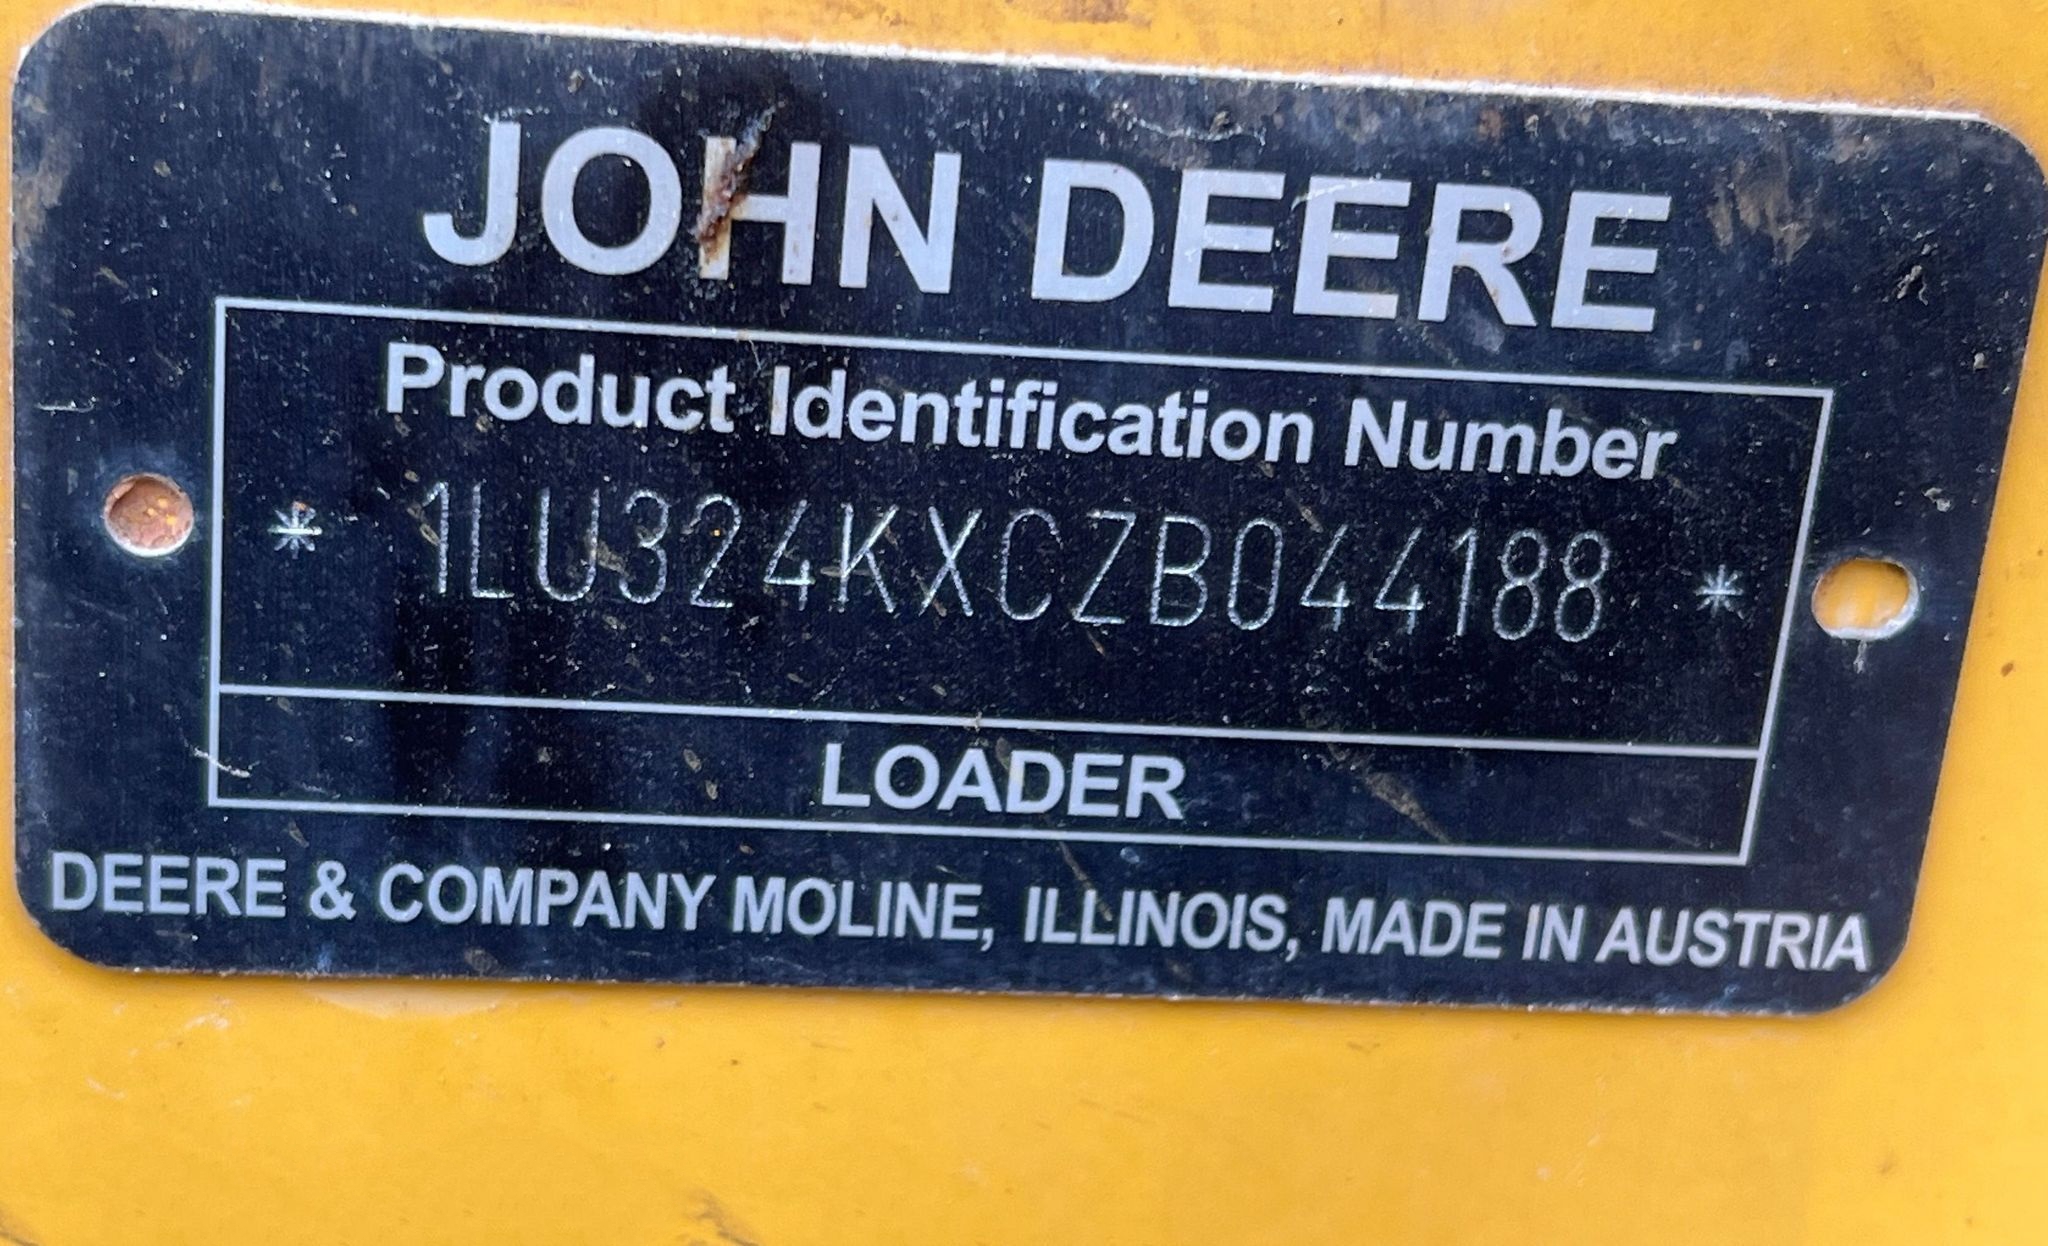 JOHN DEERE
Product Identification Number
* 1LU324KXCZB044188 *
LOADER
DEERE & COMPANY MOLINE, ILLINOIS, MADE IN AUSTRIA